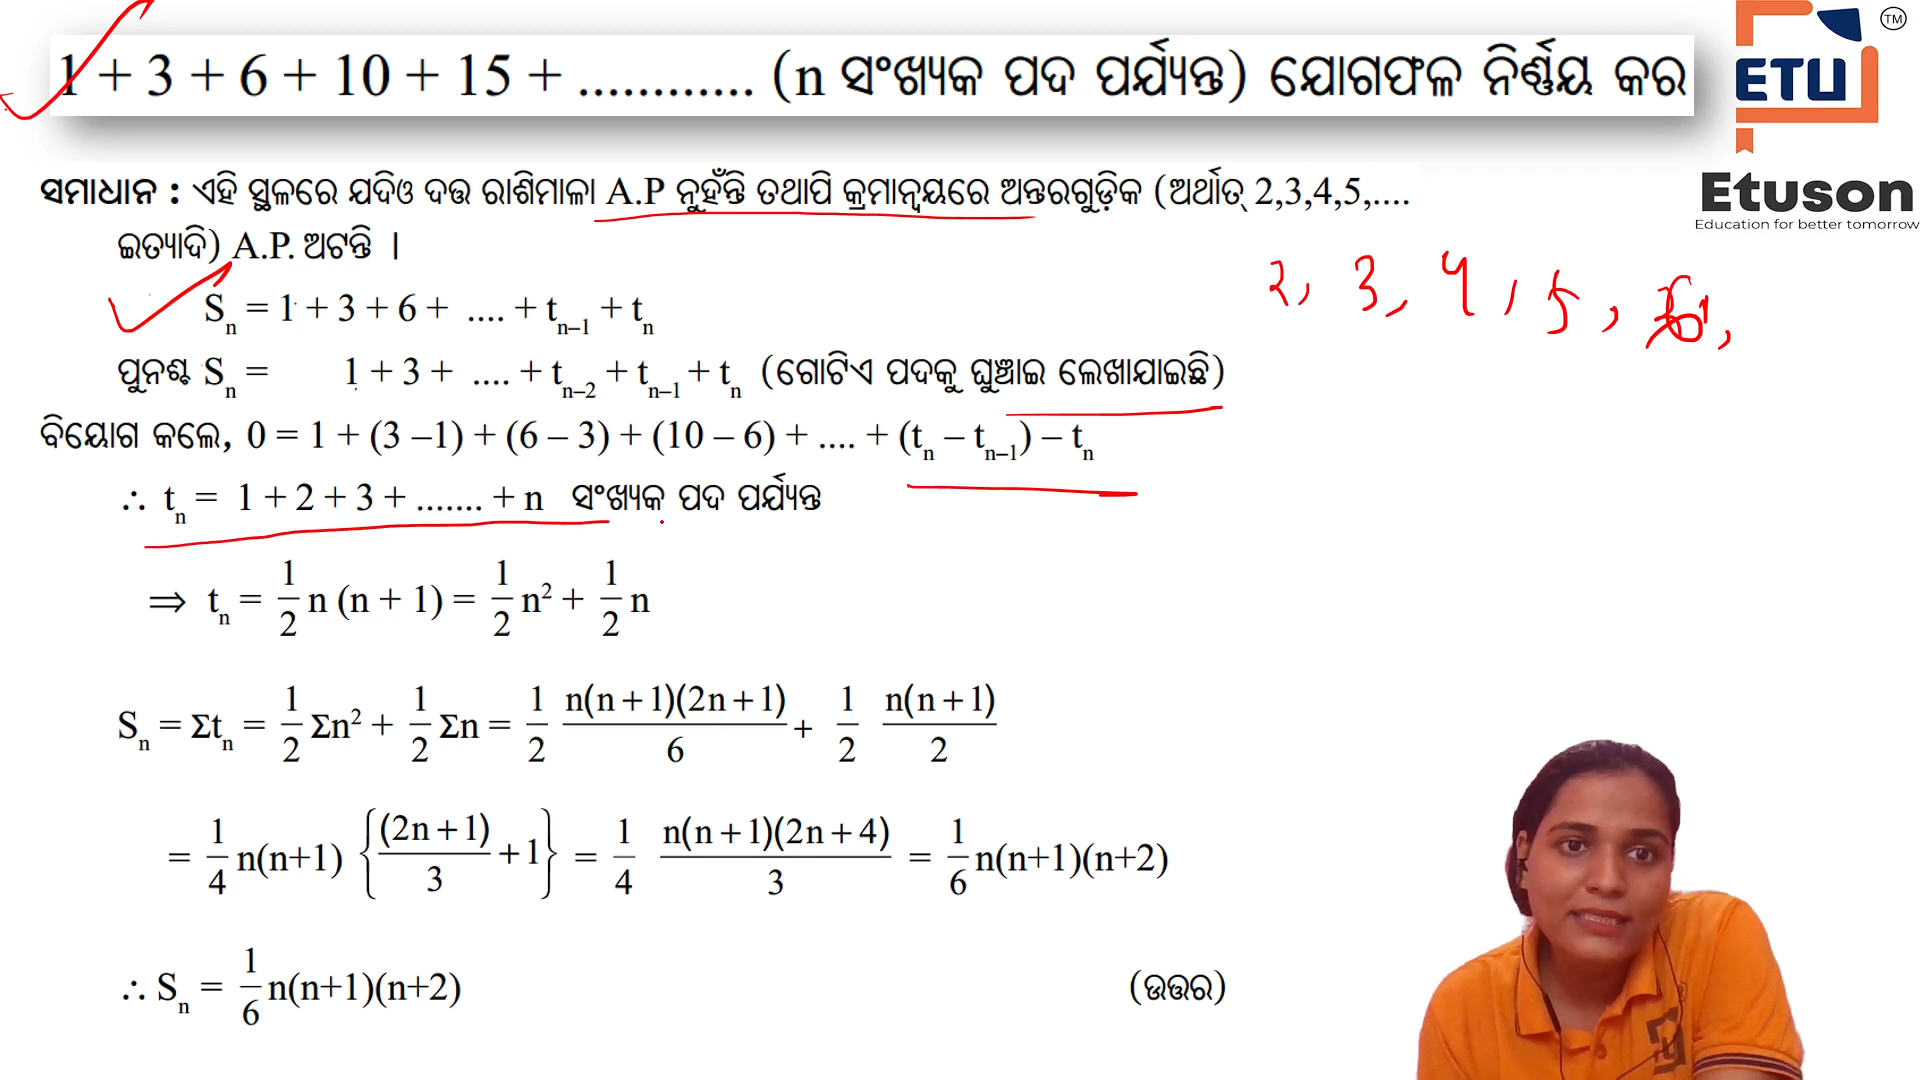 1 + 3 + 6 + 10 + 15 + ............ (n ସଂଖ୍ୟକ ପଦ ପର୍ଯ୍ୟନ୍ତ) ଯୋଗଫଳ ନିର୍ଣ୍ଣୟ କର
TM
ETU
Etuson
Education for better tomorrow
ସମାଧାନ : ଏହି ସ୍ଥଳରେ ଯଦିଓ ଦତ୍ତ ରାଶିମାଳା A.P ନୁହଁନ୍ତି ତଥାପି କ୍ରମାନ୍ୱୟରେ ଅନ୍ତରଗୁଡ଼ିକ (ଅର୍ଥାତ୍ 2,3,4,5,....
ଇତ୍ୟାଦି) A.P. ଅଟନ୍ତି ।
2, 3, 4, 5, ,
Sₙ = 1 + 3 + 6 + .... + tₙ₋₁ + tₙ
ପୁନଶ୍ଚ Sₙ = 1 + 3 + .... + tₙ₋₂ + tₙ₋₁ + tₙ (ଗୋଟିଏ ପଦକୁ ଘୁଞ୍ଚାଇ ଲେଖାଯାଇଛି)
ବିୟୋଗ କଲେ, 0 = 1 + (3 –1) + (6 – 3) + (10 – 6) + .... + (tₙ – tₙ₋₁) – tₙ
∴ tₙ = 1 + 2 + 3 + ....... + n ସଂଖ୍ୟକ ପଦ ପର୍ଯ୍ୟନ୍ତ
⇒ tₙ = 1/2 n (n + 1) = 1/2 n² + 1/2 n
Sₙ = Σtₙ = 1/2 Σn² + 1/2 Σn = 1/2 n(n + 1)(2n + 1)/6 + 1/2 n(n + 1)/2
= 1/4 n(n+1) {(2n + 1)/3 + 1} = 1/4 n(n + 1)(2n + 4)/3 = 1/6 n(n+1)(n+2)
∴ Sₙ = 1/6 n(n+1)(n+2) (ଉତ୍ତର)